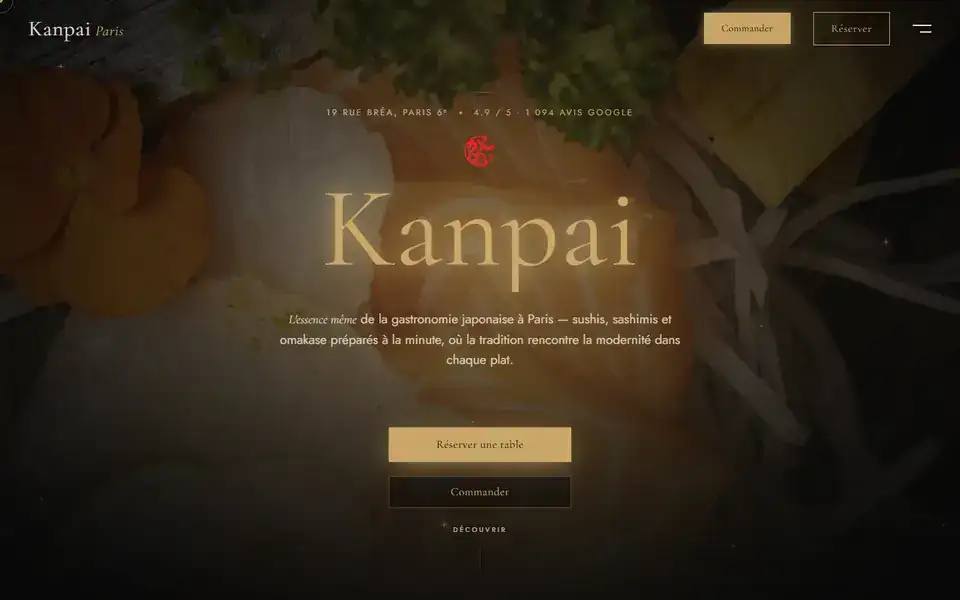 Kanpai Paris
Commander
Réserver
19 RUE BRÉA, PARIS 6ᵉ • 4,9 / 5 · 1 094 AVIS GOOGLE
Kanpai
L'essence même de la gastronomie japonaise à Paris — sushis, sashimis et
omakase préparés à la minute, où la tradition rencontre la modernité dans
chaque plat.
Réserver une table
Commander
DÉCOUVRIR